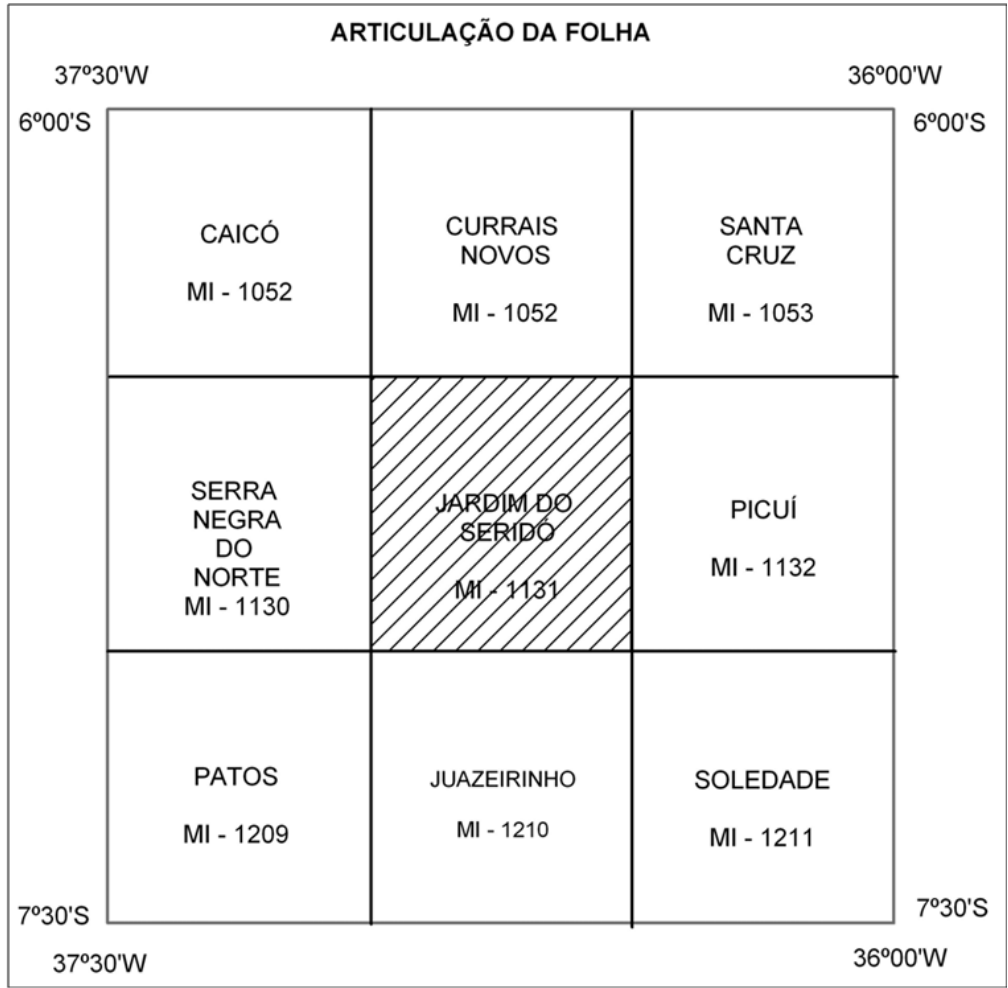 ARTICULAÇÃO DA FOLHA
37º30'W
36º00'W
6º00'S
6º00'S
CAICÓ
MI - 1052
CURRAIS
NOVOS
MI - 1052
SANTA
CRUZ
MI - 1053
SERRA
NEGRA
DO
NORTE
MI - 1130
JARDIM DO
SERIDÓ
MI - 1131
PICUÍ
MI - 1132
PATOS
MI - 1209
JUAZEIRINHO
MI - 1210
SOLEDADE
MI - 1211
7º30'S
7º30'S
37º30'W
36º00'W